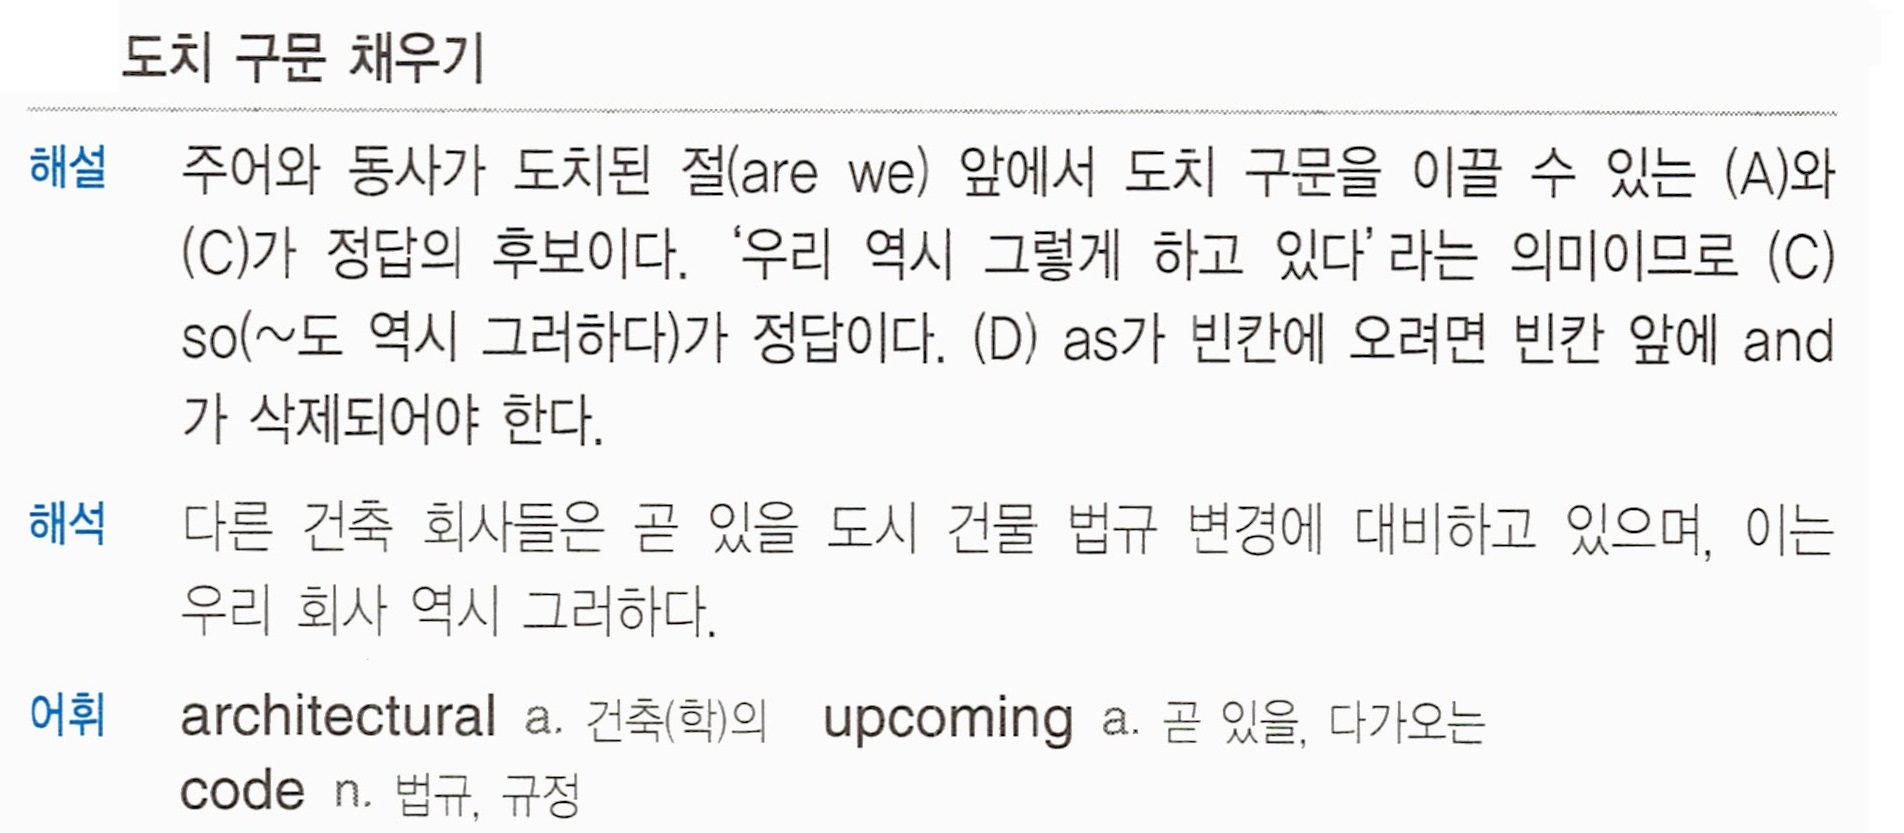 도치 구문 채우기
해설 주어와 동사가 도치된 절(are we) 앞에서 도치 구문을 이끌 수 있는 (A)와
(C)가 정답의 후보이다. ‘우리 역시 그렇게 하고 있다’라는 의미이므로 (C)
so(~도 역시 그러하다)가 정답이다. (D) as가 빈칸에 오려면 빈칸 앞에 and
가 삭제되어야 한다.
해석 다른 건축 회사들은 곧 있을 도시 건물 법규 변경에 대비하고 있으며, 이는
우리 회사 역시 그러하다.
어휘 architectural a. 건축(학)의 upcoming a. 곧 있을, 다가오는
code n. 법규, 규정